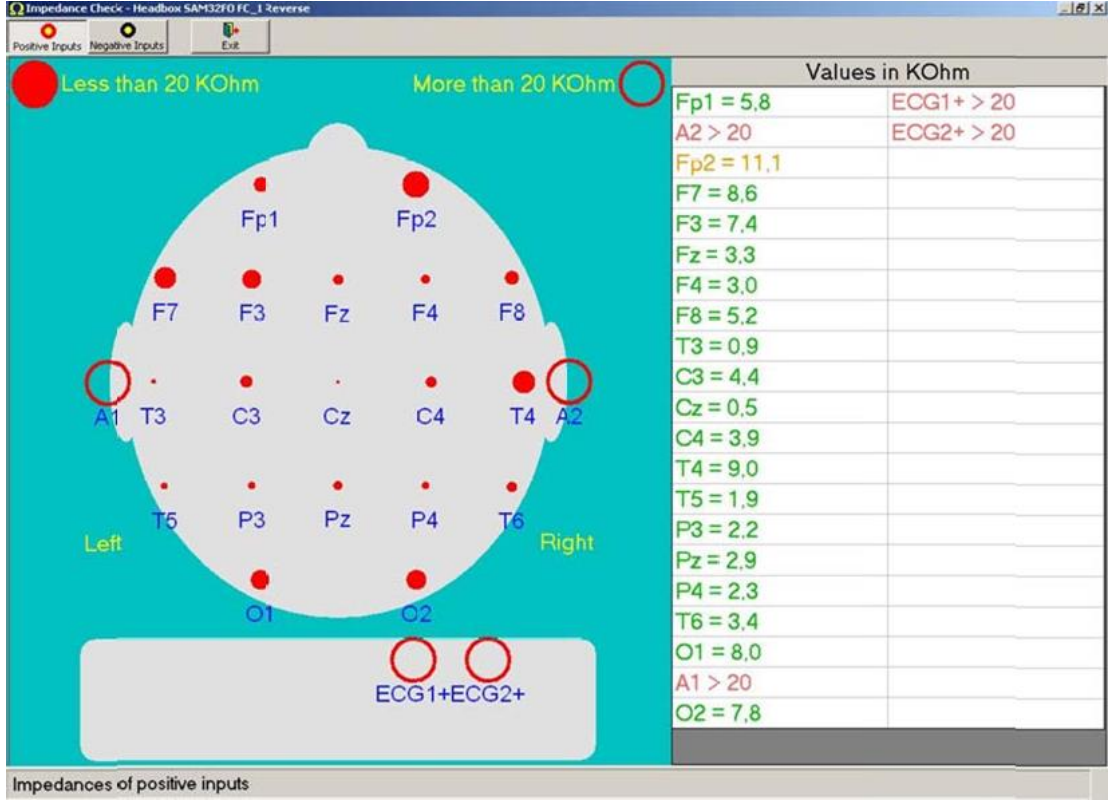 Impedance Check - Headbox SAM32FO FC_1 Reverse
Positive Inputs Negative Inputs Exit
Less than 20 KOhm More than 20 KOhm
Fp1 Fp2
F7 F3 Fz F4 F8
A1 T3 C3 Cz C4 T4 A2
T5 P3 Pz P4 T6
Left Right
O1 O2
ECG1+ ECG2+
Values in KOhm
Fp1 = 5,8 ECG1+ > 20
A2 > 20 ECG2+ > 20
Fp2 = 11,1
F7 = 8,6
F3 = 7,4
Fz = 3,3
F4 = 3,0
F8 = 5,2
T3 = 0,9
C3 = 4,4
Cz = 0,5
C4 = 3,9
T4 = 9,0
T5 = 1,9
P3 = 2,2
Pz = 2,9
P4 = 2,3
T6 = 3,4
O1 = 8,0
A1 > 20
O2 = 7,8
Impedances of positive inputs